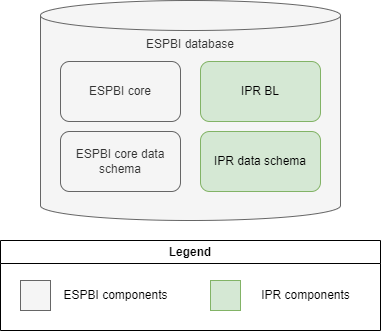 ESPBI database
ESPBI core
IPR BL
ESPBI core data
schema
IPR data schema
Legend
ESPBI components
IPR components